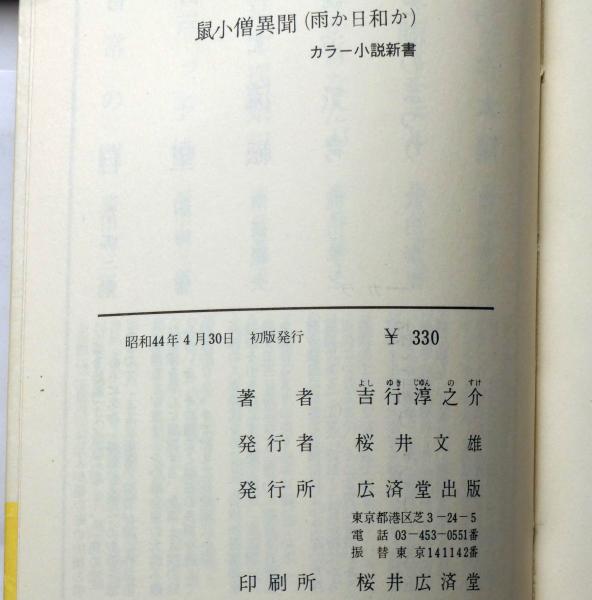 鼠小僧異聞(雨か日和か)
カラー小説新書
昭和44年4月30日 初版発行 ¥ 330
著者 吉行淳之介
よし ゆき じゅん の すけ
発行者 桜井文雄
発行所 広済堂出版
東京都港区芝3-24-5
電話 03-453-0551番
振替東京141142番
印刷所 桜井広済堂